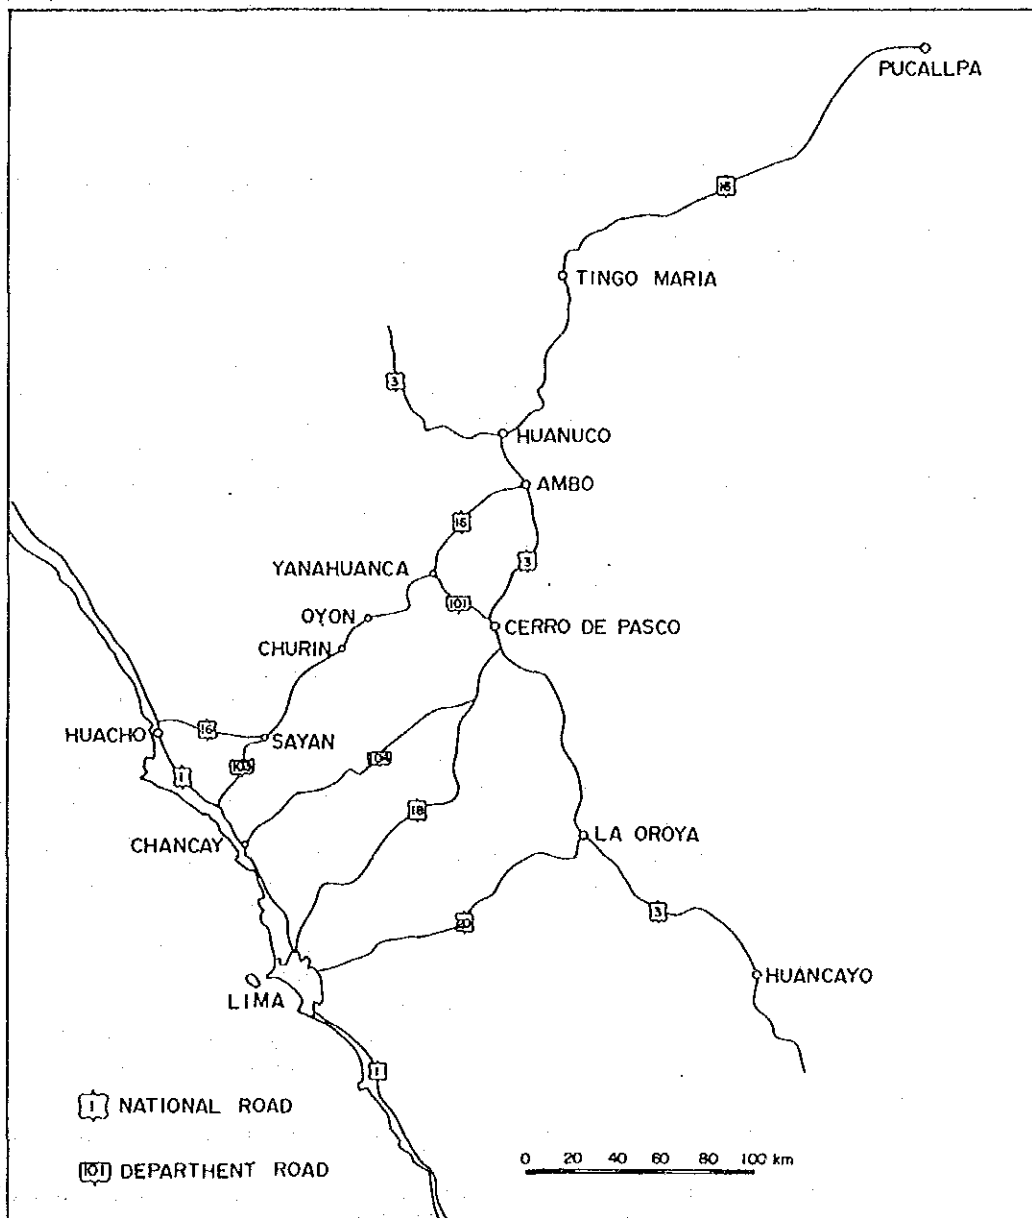 PUCALLPA
16
TINGO MARIA
3
HUANUCO
AMBO
16
YANAHUANCA
3
101
OYON
CERRO DE PASCO
CHURIN
HUACHO
16
SAYAN
103
104
1
18
CHANCAY
LA OROYA
3
20
HUANCAYO
LIMA
1
1 NATIONAL ROAD
0 20 40 60 80 100 km
101 DEPARTHENT ROAD